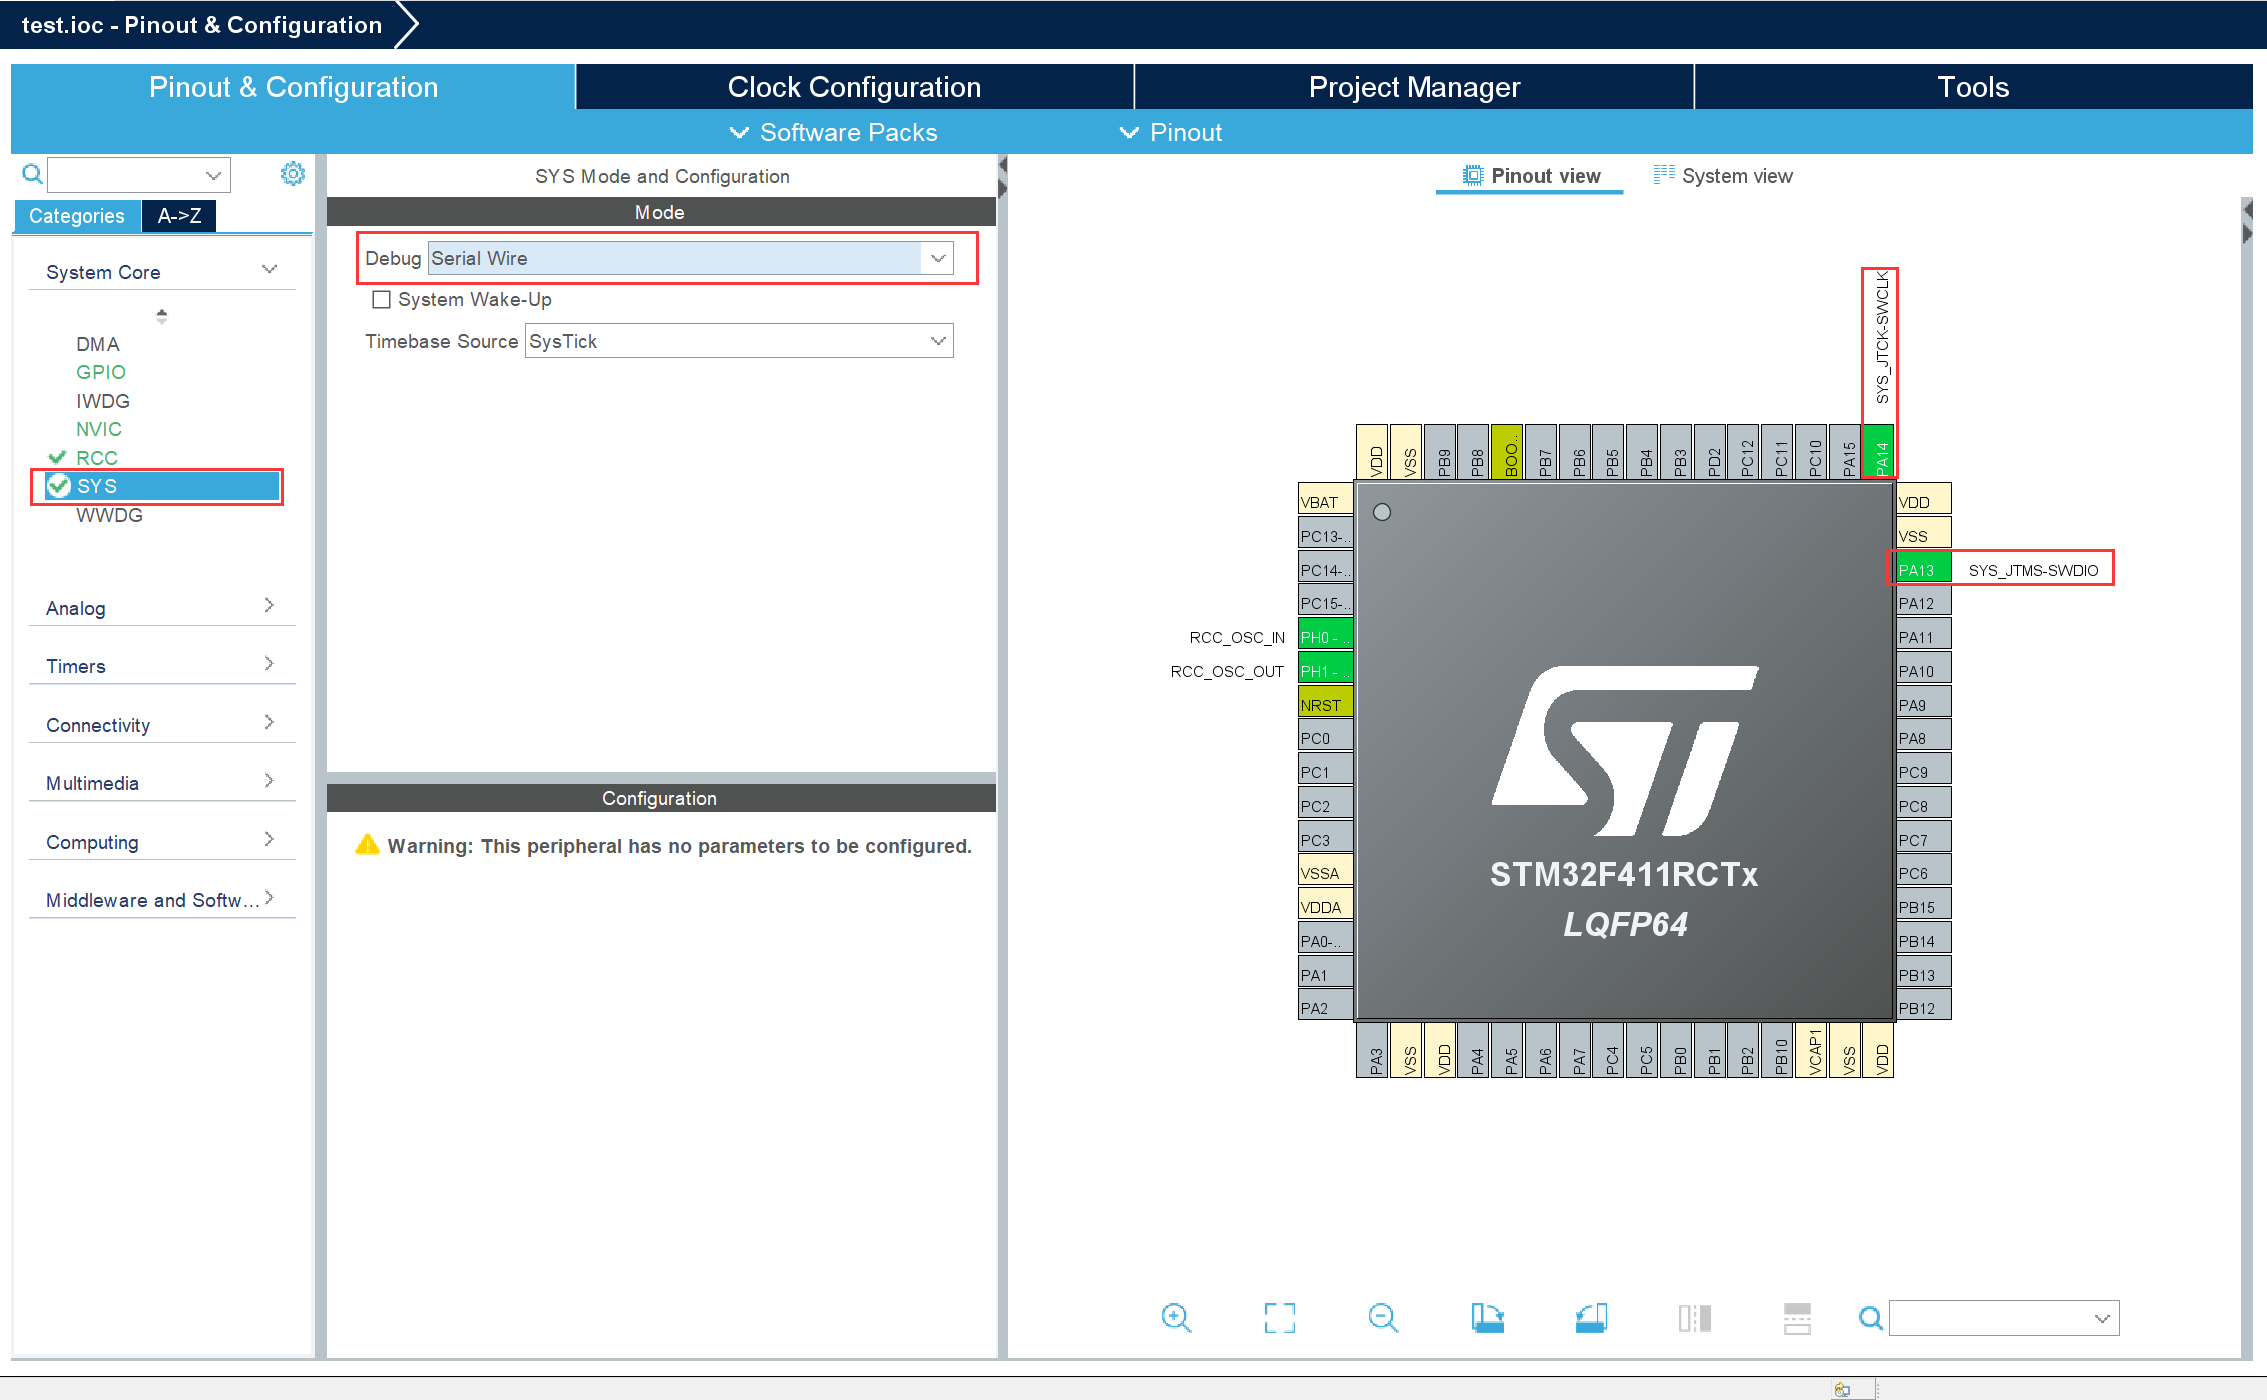 test.ioc - Pinout & Configuration
Pinout & Configuration
Clock Configuration
Project Manager
Tools
Software Packs
Pinout
Categories
A->Z
System Core
DMA
GPIO
IWDG
NVIC
RCC
SYS
WWDG
Analog
Timers
Connectivity
Multimedia
Computing
Middleware and Softw...
SYS Mode and Configuration
Mode
Debug Serial Wire
System Wake-Up
Timebase Source SysTick
Configuration
Warning: This peripheral has no parameters to be configured.
Pinout view
System view
SYS_JTCK-SWCLK
VDD
VSS
PB9
PB8
BOO..
PB7
PB6
PB5
PB4
PB3
PD2
PC12
PC11
PC10
PA15
PA14
VBAT
PC13-..
PC14-..
PC15-..
RCC_OSC_IN PH0 - ..
RCC_OSC_OUT PH1 - ..
NRST
PC0
PC1
PC2
PC3
VSSA
VDDA
PA0-..
PA1
PA2
ST
STM32F411RCTx
LQFP64
VDD
VSS
PA13 SYS_JTMS-SWDIO
PA12
PA11
PA10
PA9
PA8
PC9
PC8
PC7
PC6
PB15
PB14
PB13
PB12
PA3
VSS
VDD
PA4
PA5
PA6
PA7
PC4
PC5
PB0
PB1
PB2
PB10
VCAP1
VSS
VDD